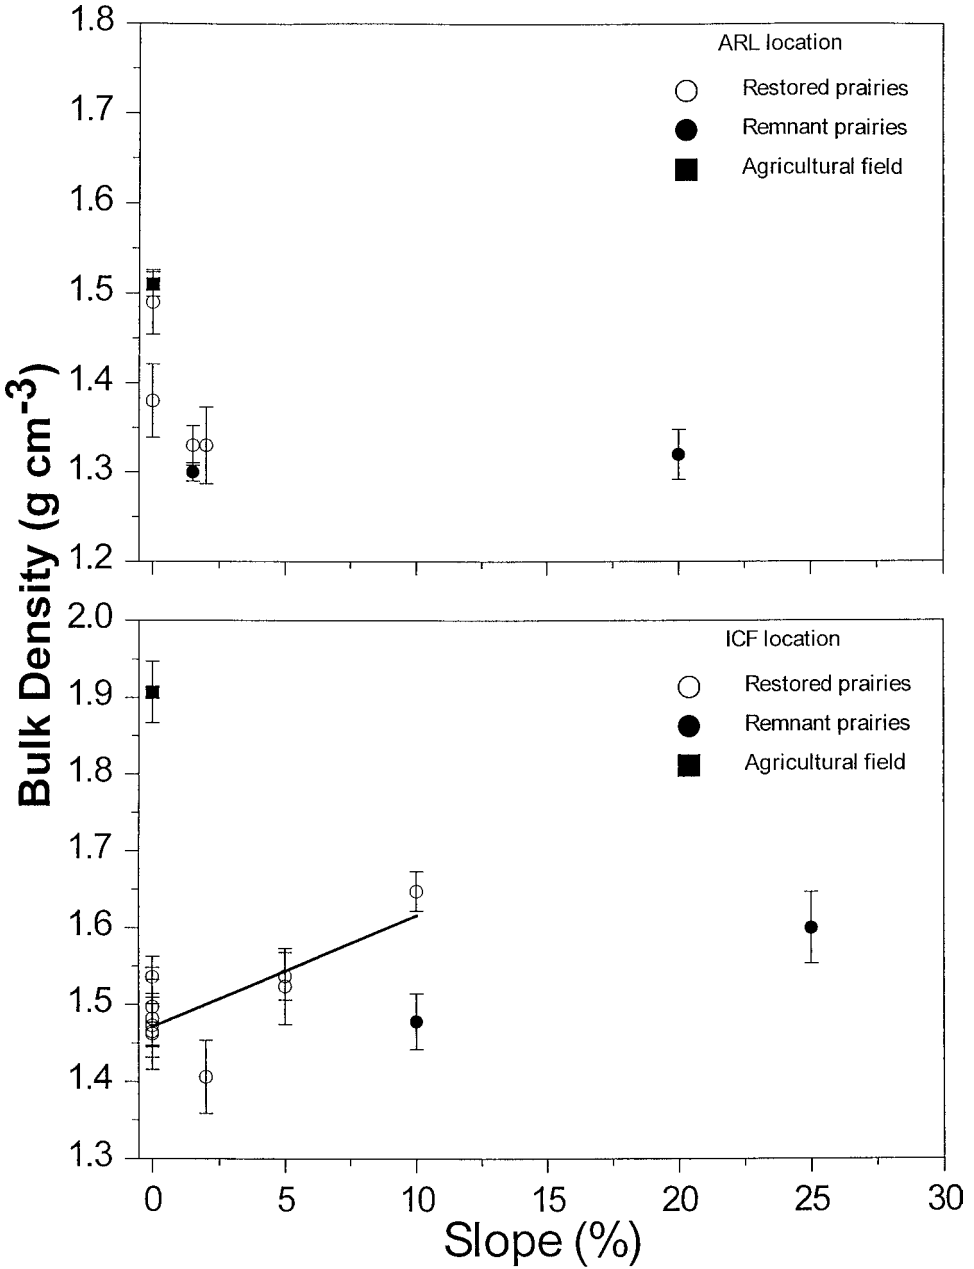 Bulk Density (g cm-3)
1.8
1.7
1.6
1.5
1.4
1.3
1.2
ARL location
Restored prairies
Remnant prairies
Agricultural field
2.0
1.9
1.8
1.7
1.6
1.5
1.4
1.3
ICF location
Restored prairies
Remnant prairies
Agricultural field
0 5 10 15 20 25 30
Slope (%)